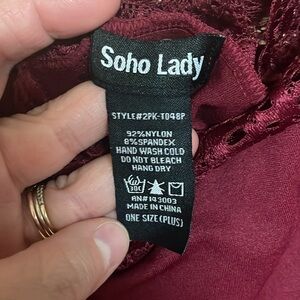 Soho Lady
STYLE#2PK-T048P
92%NYLON
8%SPANDEX
HAND WASH COLD
DO NOT BLEACH
HANG DRY
RN#143003
MADE IN CHINA
ONE SIZE(PLUS)